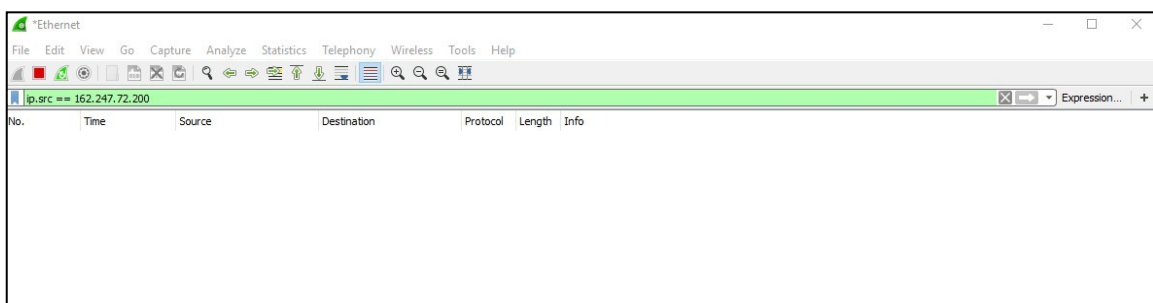 *Ethernet
File Edit View Go Capture Analyze Statistics Telephony Wireless Tools Help
ip.src == 162.247.72.200 Expression... +
No. Time Source Destination Protocol Length Info